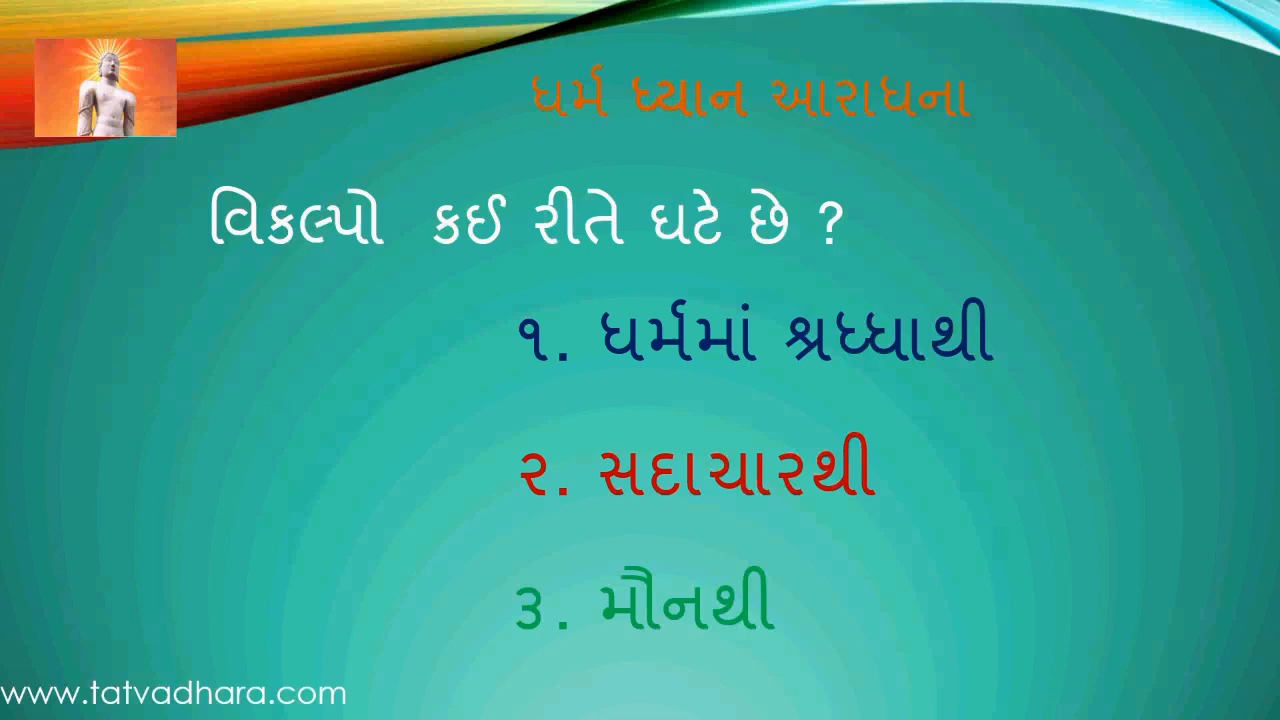 ધર્મ ધ્યાન આરાધના
વિકલ્પો કઈ રીતે ઘટે છે ?
૧. ધર્મમાં શ્રધ્ધાથી
૨. સદાચારથી
૩. મૌનથી
www.tatvadhara.com